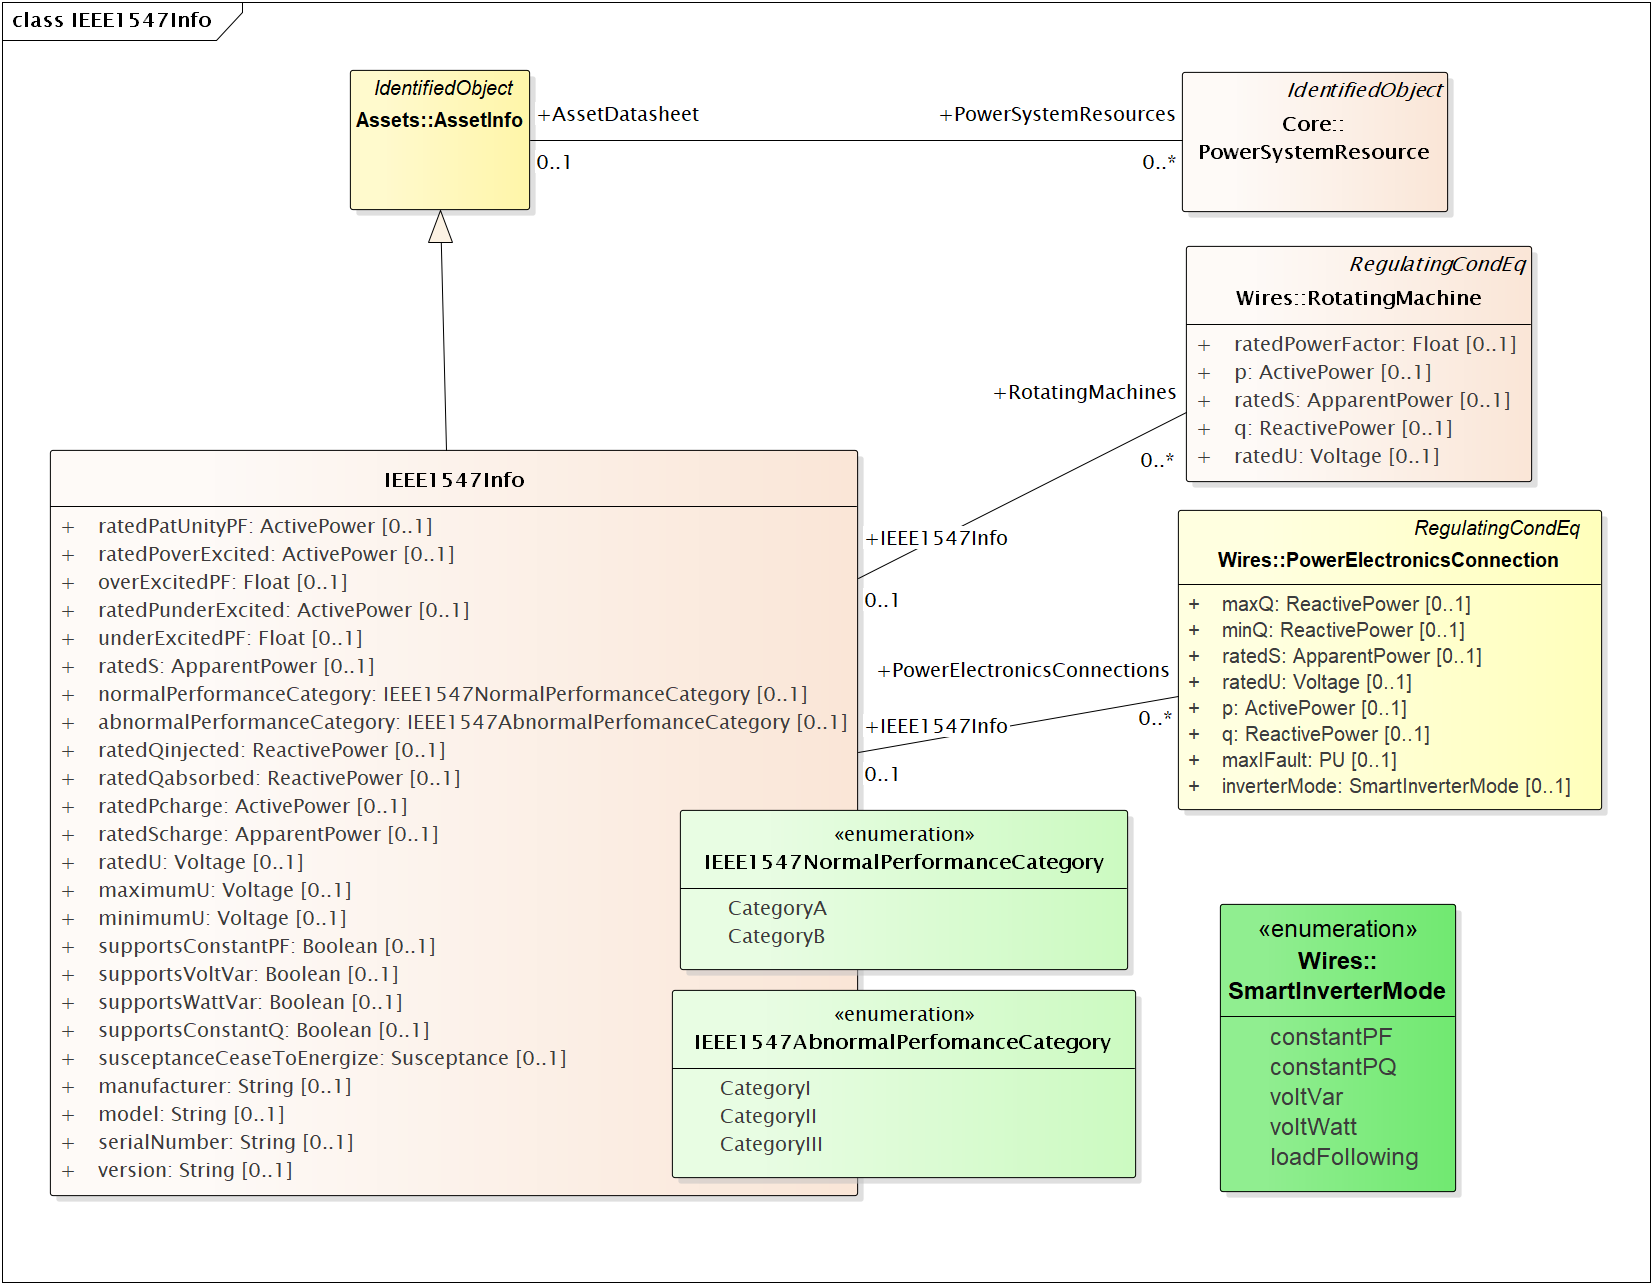 class IEEE1547Info
IdentifiedObject
Assets::AssetInfo
+AssetDatasheet
0..1
+PowerSystemResources
0..*
IdentifiedObject
Core::
PowerSystemResource
RegulatingCondEq
Wires::RotatingMachine
+ ratedPowerFactor: Float [0..1]
+ p: ActivePower [0..1]
+ ratedS: ApparentPower [0..1]
+ q: ReactivePower [0..1]
+ ratedU: Voltage [0..1]
+RotatingMachines
0..*
+IEEE1547Info
0..1
IEEE1547Info
+ ratedPatUnityPF: ActivePower [0..1]
+ ratedPoverExcited: ActivePower [0..1]
+ overExcitedPF: Float [0..1]
+ ratedPunderExcited: ActivePower [0..1]
+ underExcitedPF: Float [0..1]
+ ratedS: ApparentPower [0..1]
+ normalPerformanceCategory: IEEE1547NormalPerformanceCategory [0..1]
+ abnormalPerformanceCategory: IEEE1547AbnormalPerfomanceCategory [0..1]
+ ratedQinjected: ReactivePower [0..1]
+ ratedQabsorbed: ReactivePower [0..1]
+ ratedPcharge: ActivePower [0..1]
+ ratedScharge: ApparentPower [0..1]
+ ratedU: Voltage [0..1]
+ maximumU: Voltage [0..1]
+ minimumU: Voltage [0..1]
+ supportsConstantPF: Boolean [0..1]
+ supportsVoltVar: Boolean [0..1]
+ supportsWattVar: Boolean [0..1]
+ supportsConstantQ: Boolean [0..1]
+ susceptanceCeaseToEnergize: Susceptance [0..1]
+ manufacturer: String [0..1]
+ model: String [0..1]
+ serialNumber: String [0..1]
+ version: String [0..1]
RegulatingCondEq
Wires::PowerElectronicsConnection
+ maxQ: ReactivePower [0..1]
+ minQ: ReactivePower [0..1]
+ ratedS: ApparentPower [0..1]
+ ratedU: Voltage [0..1]
+ p: ActivePower [0..1]
+ q: ReactivePower [0..1]
+ maxIFault: PU [0..1]
+ inverterMode: SmartInverterMode [0..1]
+PowerElectronicsConnections
0..*
+IEEE1547Info
0..1
«enumeration»
IEEE1547NormalPerformanceCategory
CategoryA
CategoryB
«enumeration»
IEEE1547AbnormalPerfomanceCategory
CategoryI
CategoryII
CategoryIII
«enumeration»
Wires::
SmartInverterMode
constantPF
constantPQ
voltVar
voltWatt
loadFollowing